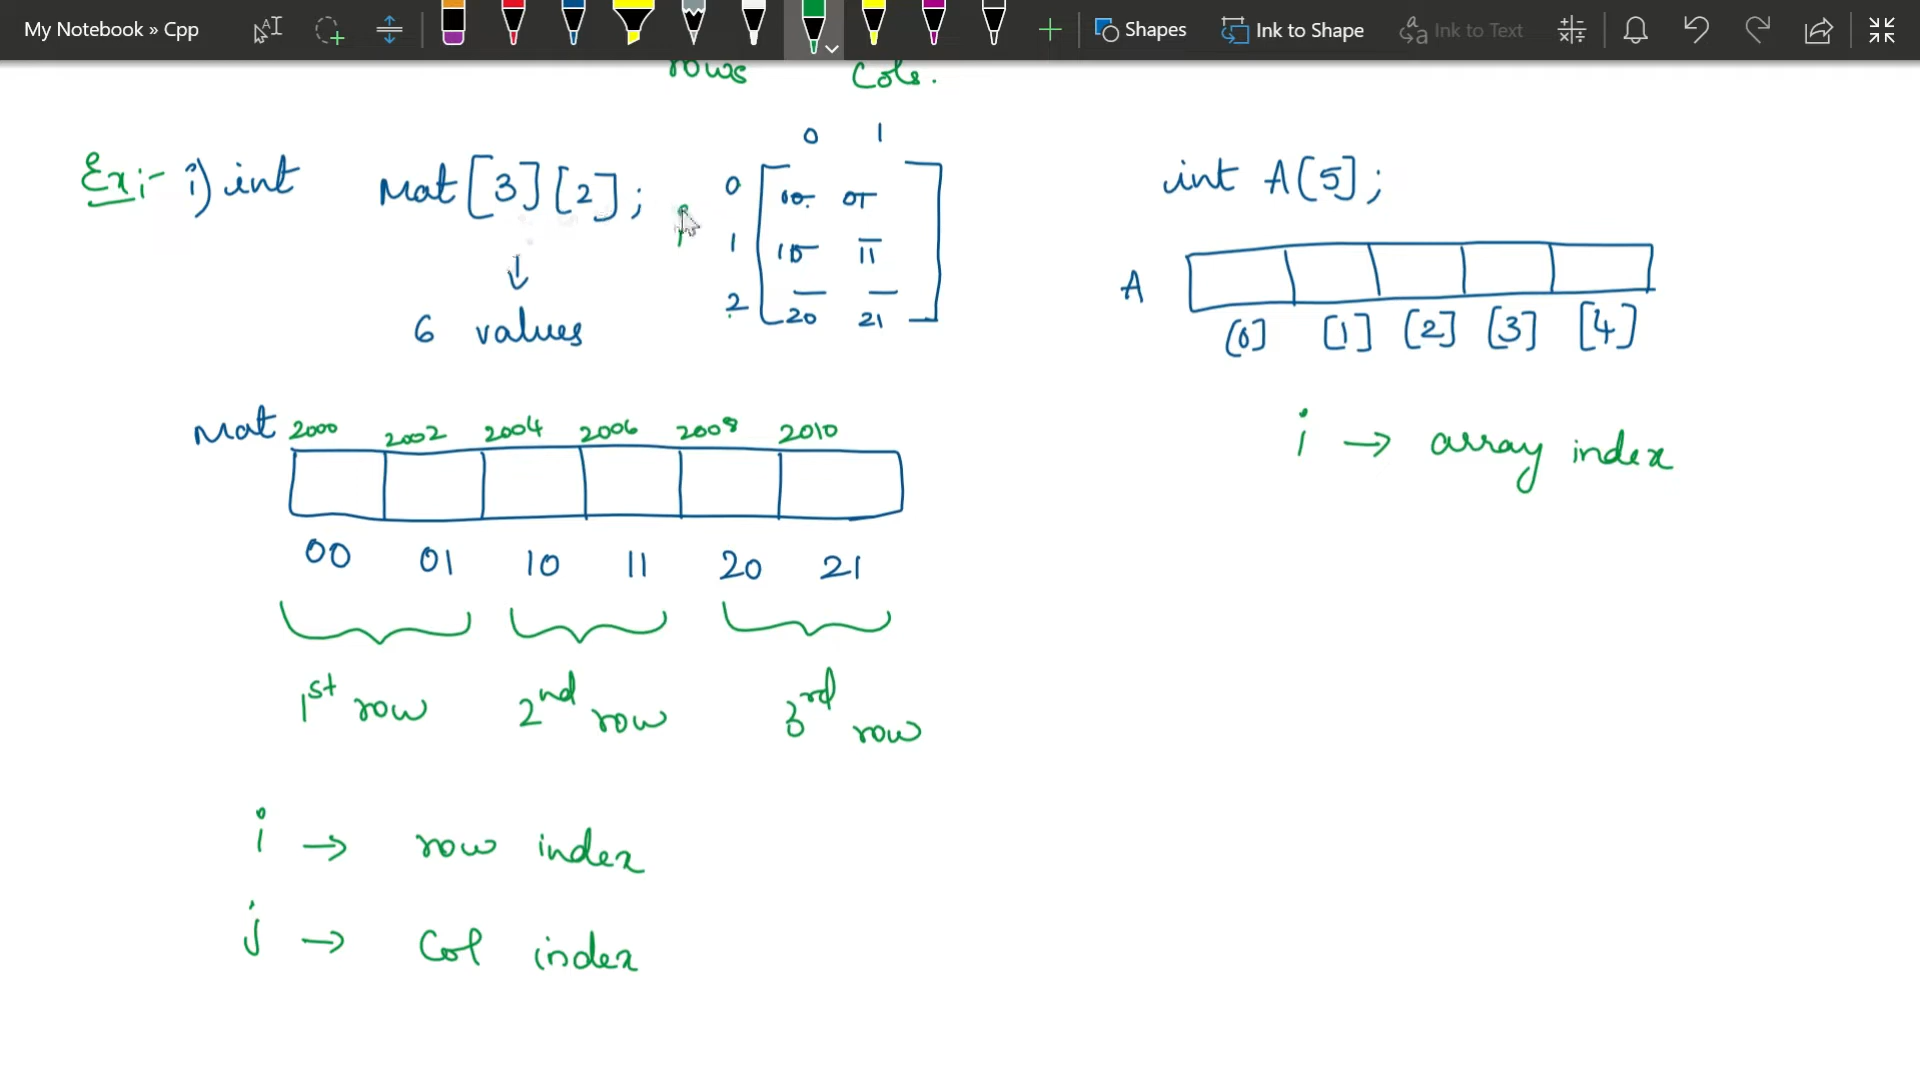 My Notebook » Cpp
Shapes
Ink to Shape
Ink to Text
rows cols.
Ex:- i) int mat[3][2];
↓
6 values
0 1
0 00 01
1 10 11
2 20 21
i
int A[5];
A
[0] [1] [2] [3] [4]
i → array index
mat 2000 2002 2004 2006 2008 2010
00 01 10 11 20 21
1st row 2nd row 3rd row
i → row index
j → col index